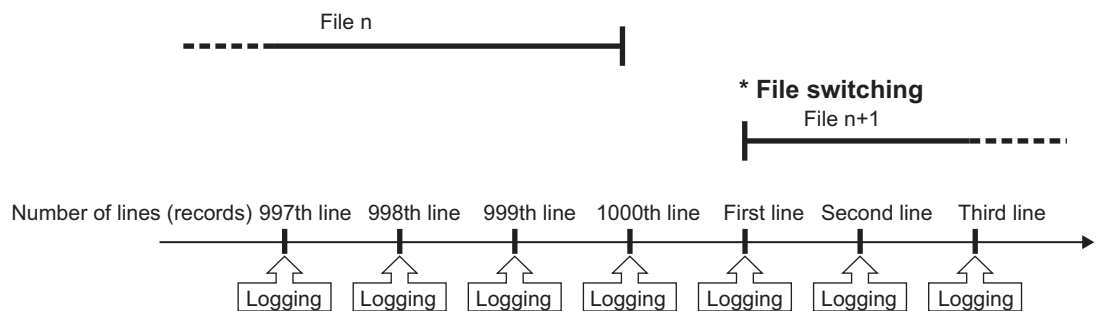 File n
* File switching
File n+1
Number of lines (records) 997th line 998th line 999th line 1000th line First line Second line Third line
Logging Logging Logging Logging Logging Logging Logging